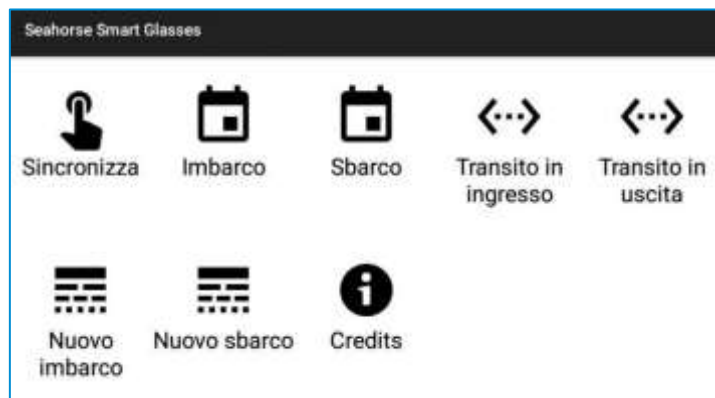 Seahorse Smart Glasses
Sincronizza
Imbarco
Sbarco
Transito in
ingresso
Transito in
uscita
Nuovo
imbarco
Nuovo sbarco
Credits